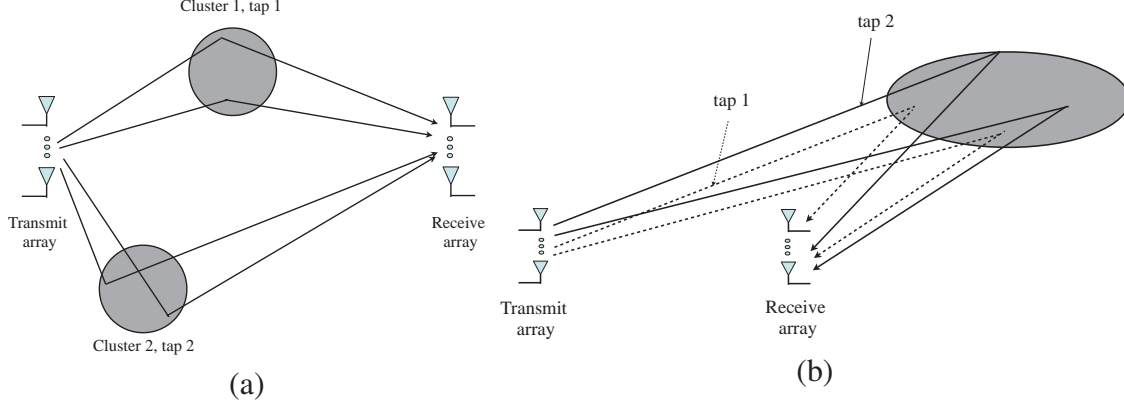 Cluster 1, tap 1
Transmit
array
Receive
array
Cluster 2, tap 2
(a)
tap 2
tap 1
Transmit
array
Receive
array
(b)